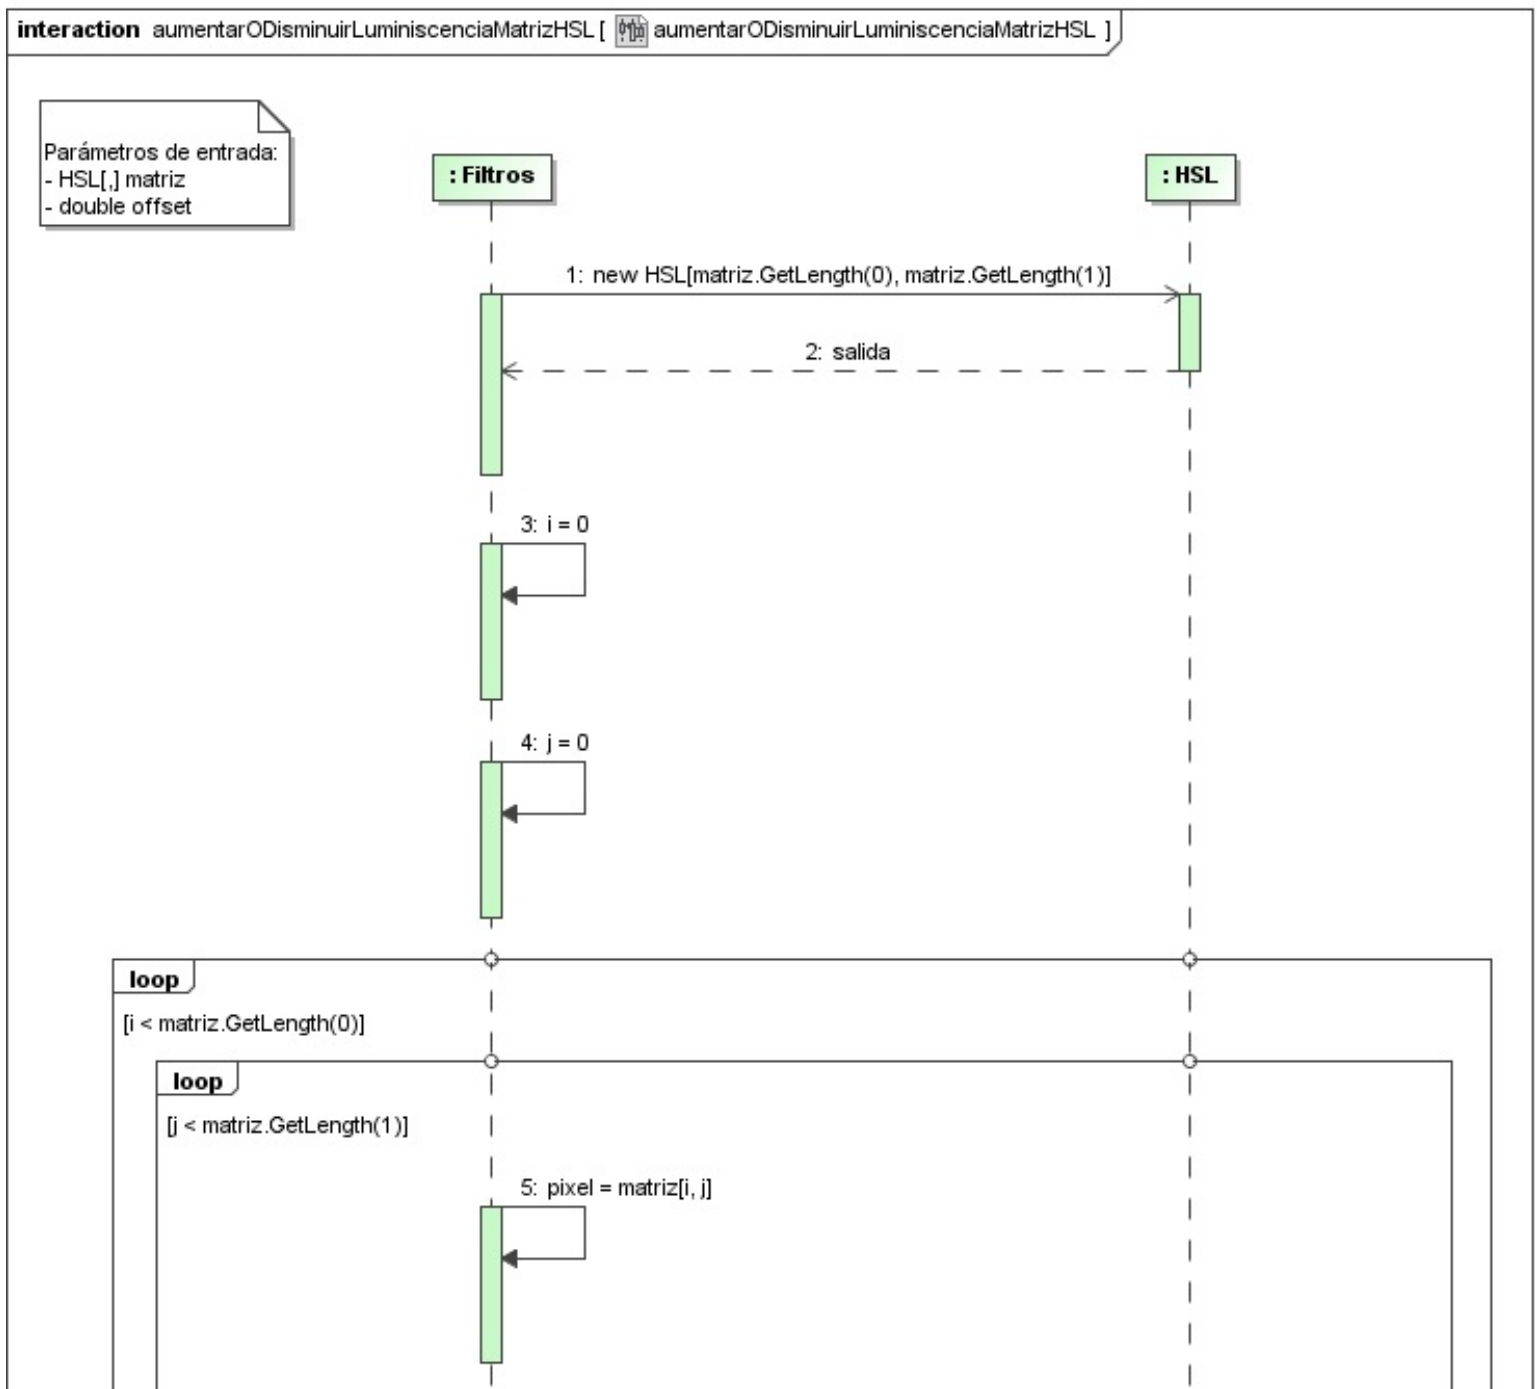 interaction aumentarODisminuirLuminiscenciaMatrizHSL [ aumentarODisminuirLuminiscenciaMatrizHSL ]
Parámetros de entrada:
- HSL[,] matriz
- double offset
: Filtros
: HSL
1: new HSL[matriz.GetLength(0), matriz.GetLength(1)]
2: salida
3: i = 0
4: j = 0
loop
[i < matriz.GetLength(0)]
loop
[j < matriz.GetLength(1)]
5: pixel = matriz[i, j]